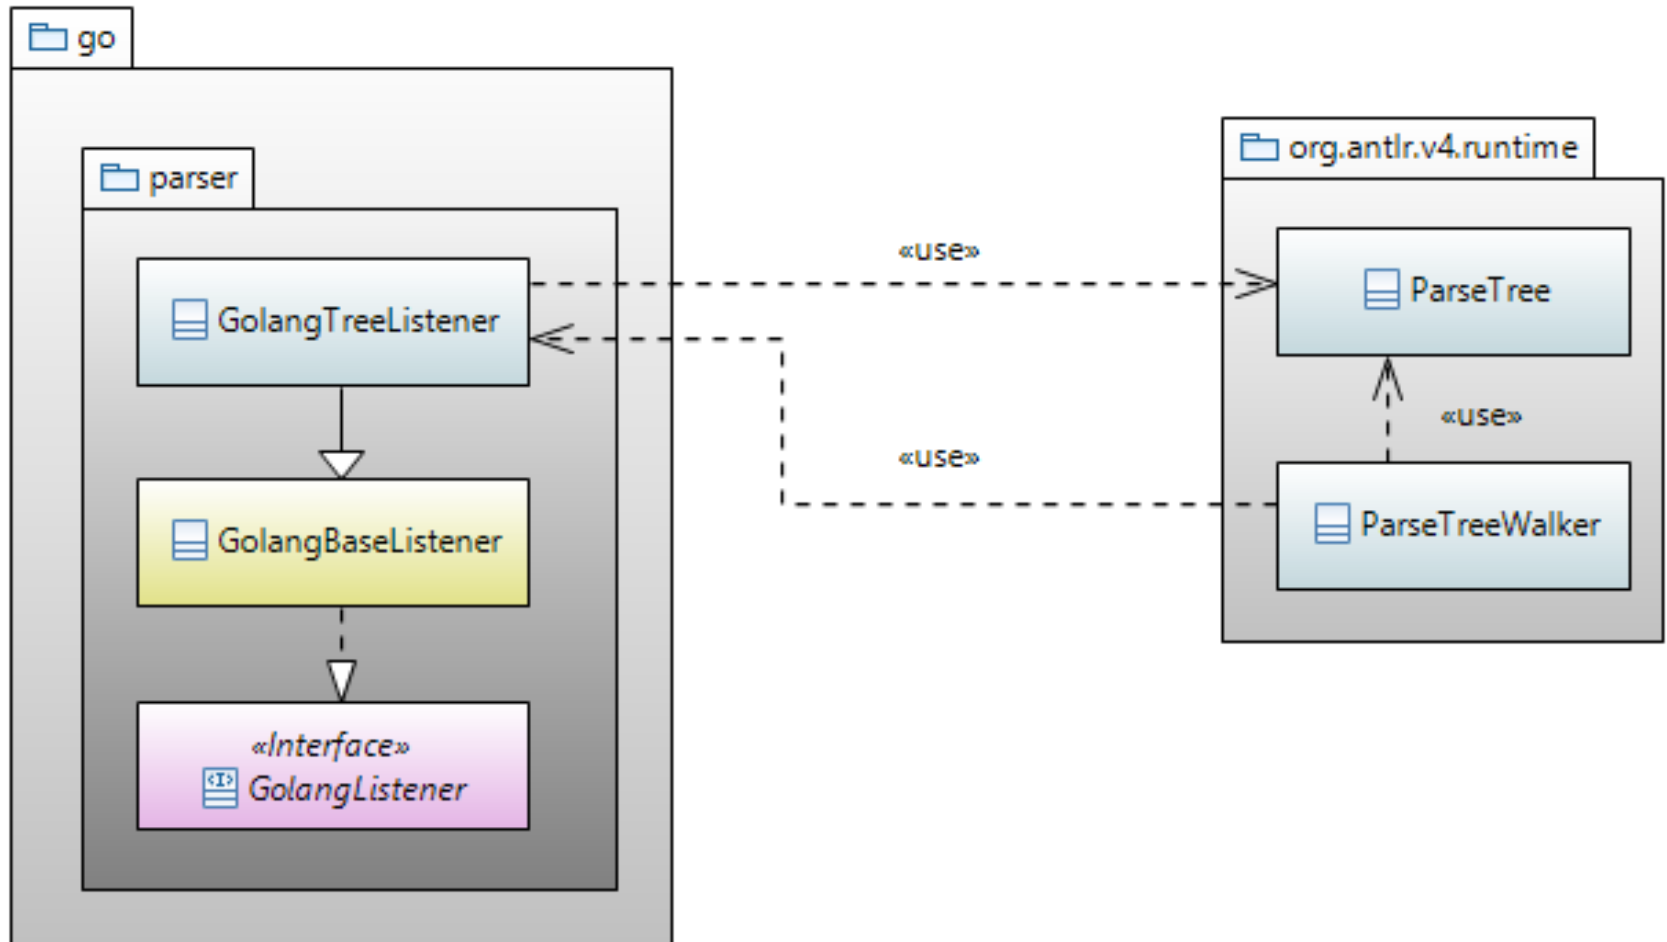 go
parser
GolangTreeListener
GolangBaseListener
«Interface»
GolangListener
«use»
«use»
org.antlr.v4.runtime
ParseTree
«use»
ParseTreeWalker